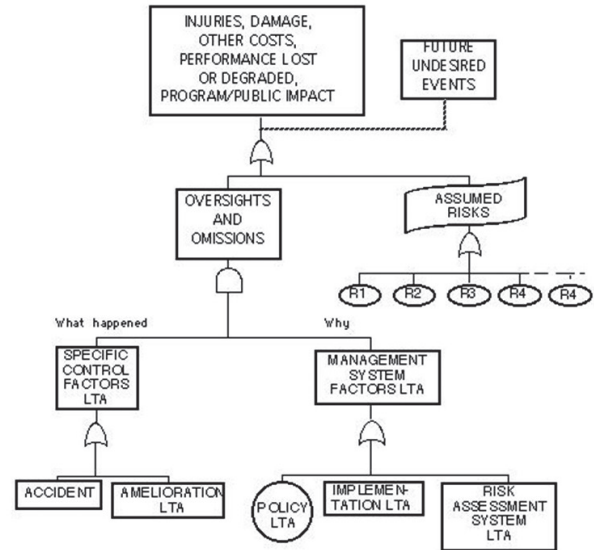 INJURIES, DAMAGE,
OTHER COSTS,
PERFORMANCE LOST
OR DEGRADED,
PROGRAM/PUBLIC IMPACT
FUTURE
UNDESIRED
EVENTS
OVERSIGHTS
AND
OMISSIONS
ASSUMED
RISKS
R1
R2
R3
R4
R4
What happened
Why
SPECIFIC
CONTROL
FACTORS
LTA
MANAGEMENT
SYSTEM
FACTORS LTA
ACCIDENT
AMELIORATION
LTA
POLICY
LTA
IMPLEMEN-
TATION LTA
RISK
ASSESSMENT
SYSTEM
LTA